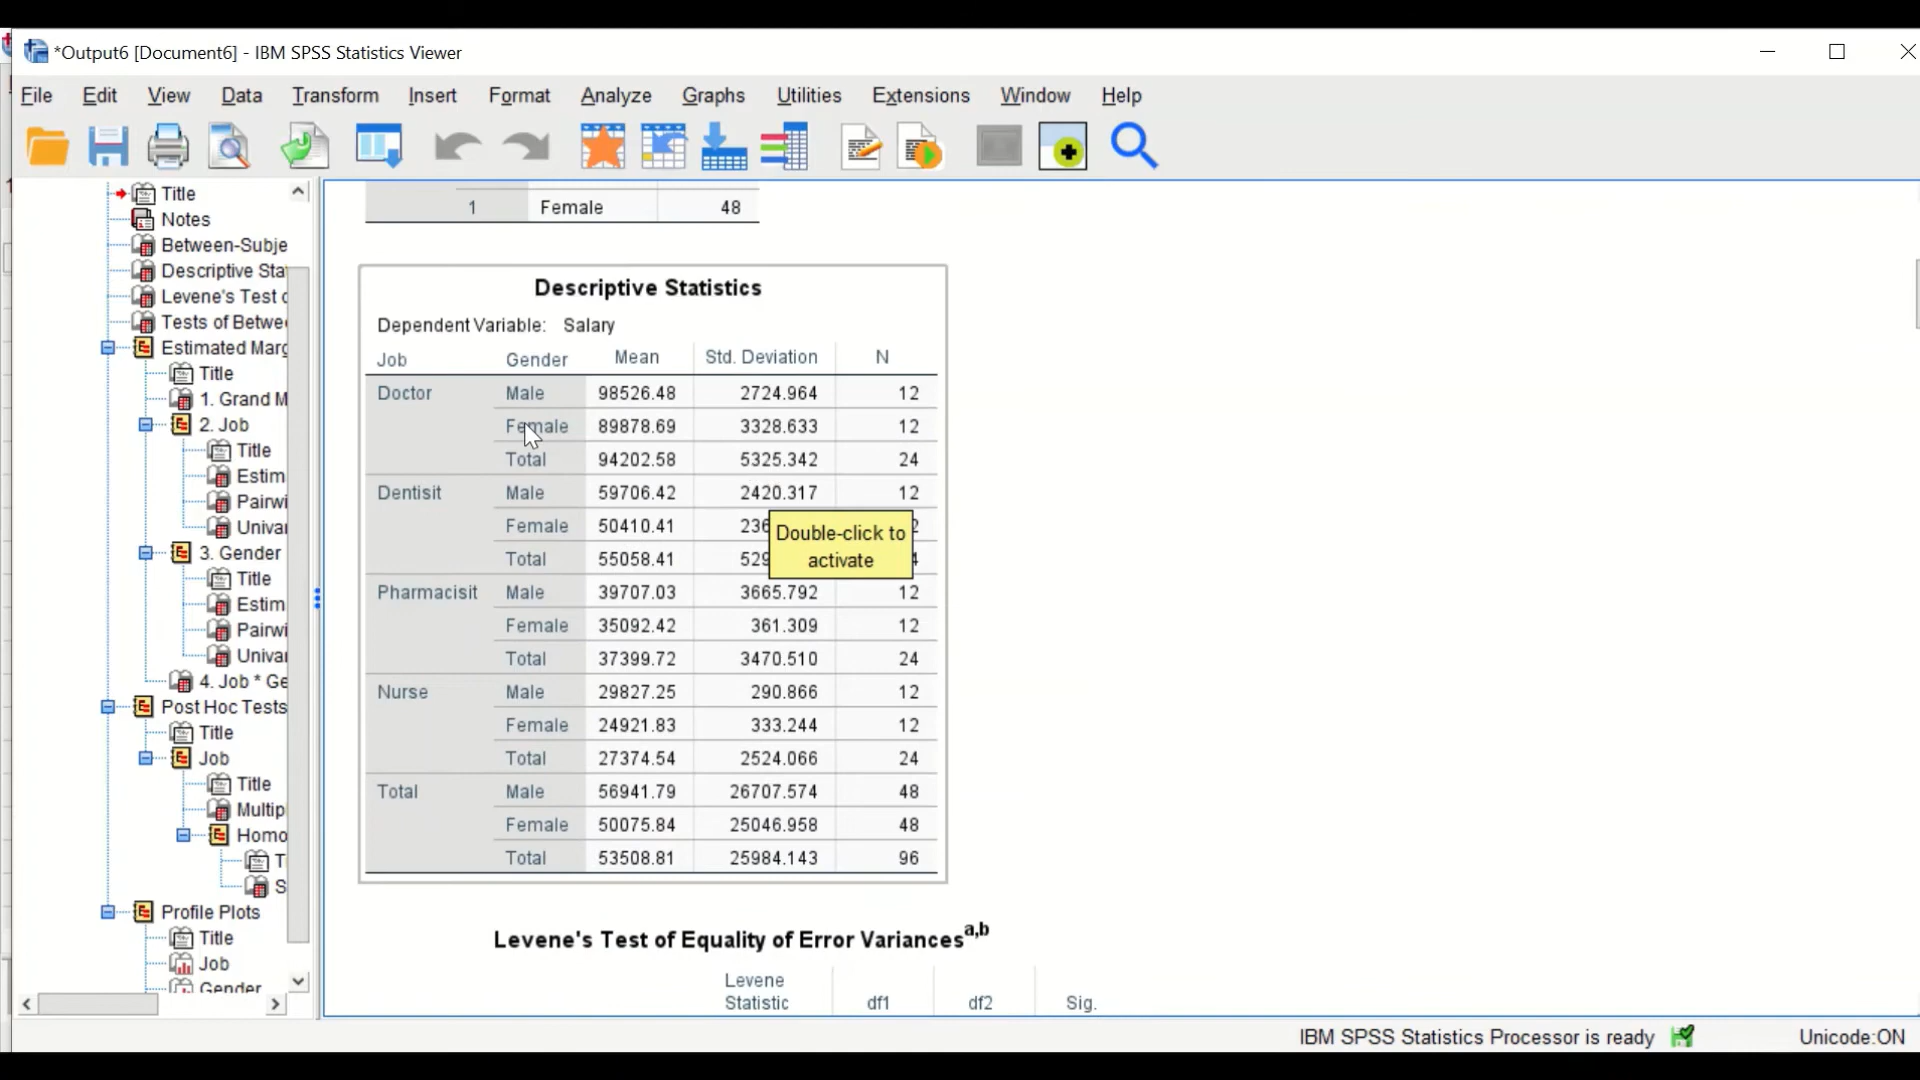 *Output6 [Document6] - IBM SPSS Statistics Viewer
File Edit View Data Transform Insert Format Analyze Graphs Utilities Extensions Window Help
Title
Notes
Between-Subje
Descriptive Sta
Levene's Test o
Tests of Betwe
Estimated Marg
Title
1. Grand M
2. Job
Title
Estim
Pairwi
Univa
3. Gender
Title
Estim
Pairwi
Univa
4. Job * Ge
Post Hoc Tests
Title
Job
Title
Multip
Homo
T
S
Profile Plots
Title
Job
Gender
1 Female 48
Descriptive Statistics
Dependent Variable: Salary
Job Gender Mean Std. Deviation N
Doctor Male 98526.48 2724.964 12
Female 89878.69 3328.633 12
Total 94202.58 5325.342 24
Dentisit Male 59706.42 2420.317 12
Female 50410.41 236
Total 55058.41 529
Double-click to
activate
Pharmacisit Male 39707.03 3665.792 12
Female 35092.42 361.309 12
Total 37399.72 3470.510 24
Nurse Male 29827.25 290.866 12
Female 24921.83 333.244 12
Total 27374.54 2524.066 24
Total Male 56941.79 26707.574 48
Female 50075.84 25046.958 48
Total 53508.81 25984.143 96
Levene's Test of Equality of Error Variances a,b
Levene
Statistic df1 df2 Sig.
IBM SPSS Statistics Processor is ready Unicode:ON